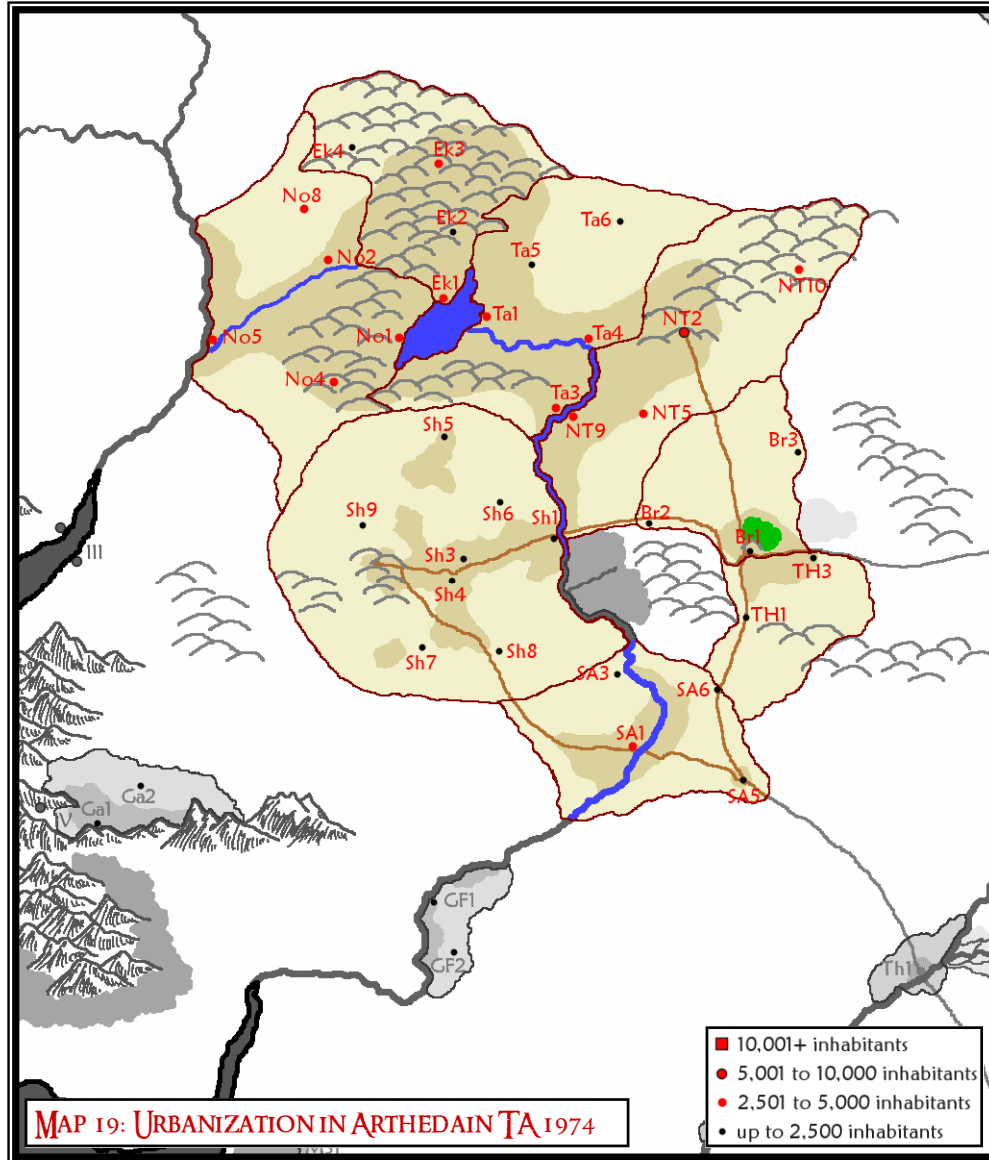 Ek4
Ek3
No8
Ta6
Ek2
No2
Ta5
NT10
Ek1
Ta1
NT2
No5
No1
Ta4
No4
Ta3
NT9
NT5
Sh5
Br3
Sh9
Sh6
Sh1
Br2
Br1
III
Sh3
TH3
Sh4
TH1
Sh7
Sh8
SA3
SA6
SA1
SA5
Ga2
V
Ga1
GF1
GF2
Th1
10,001+ inhabitants
5,001 to 10,000 inhabitants
2,501 to 5,000 inhabitants
up to 2,500 inhabitants
Map 19: Urbanization in Arthedain TA 1974